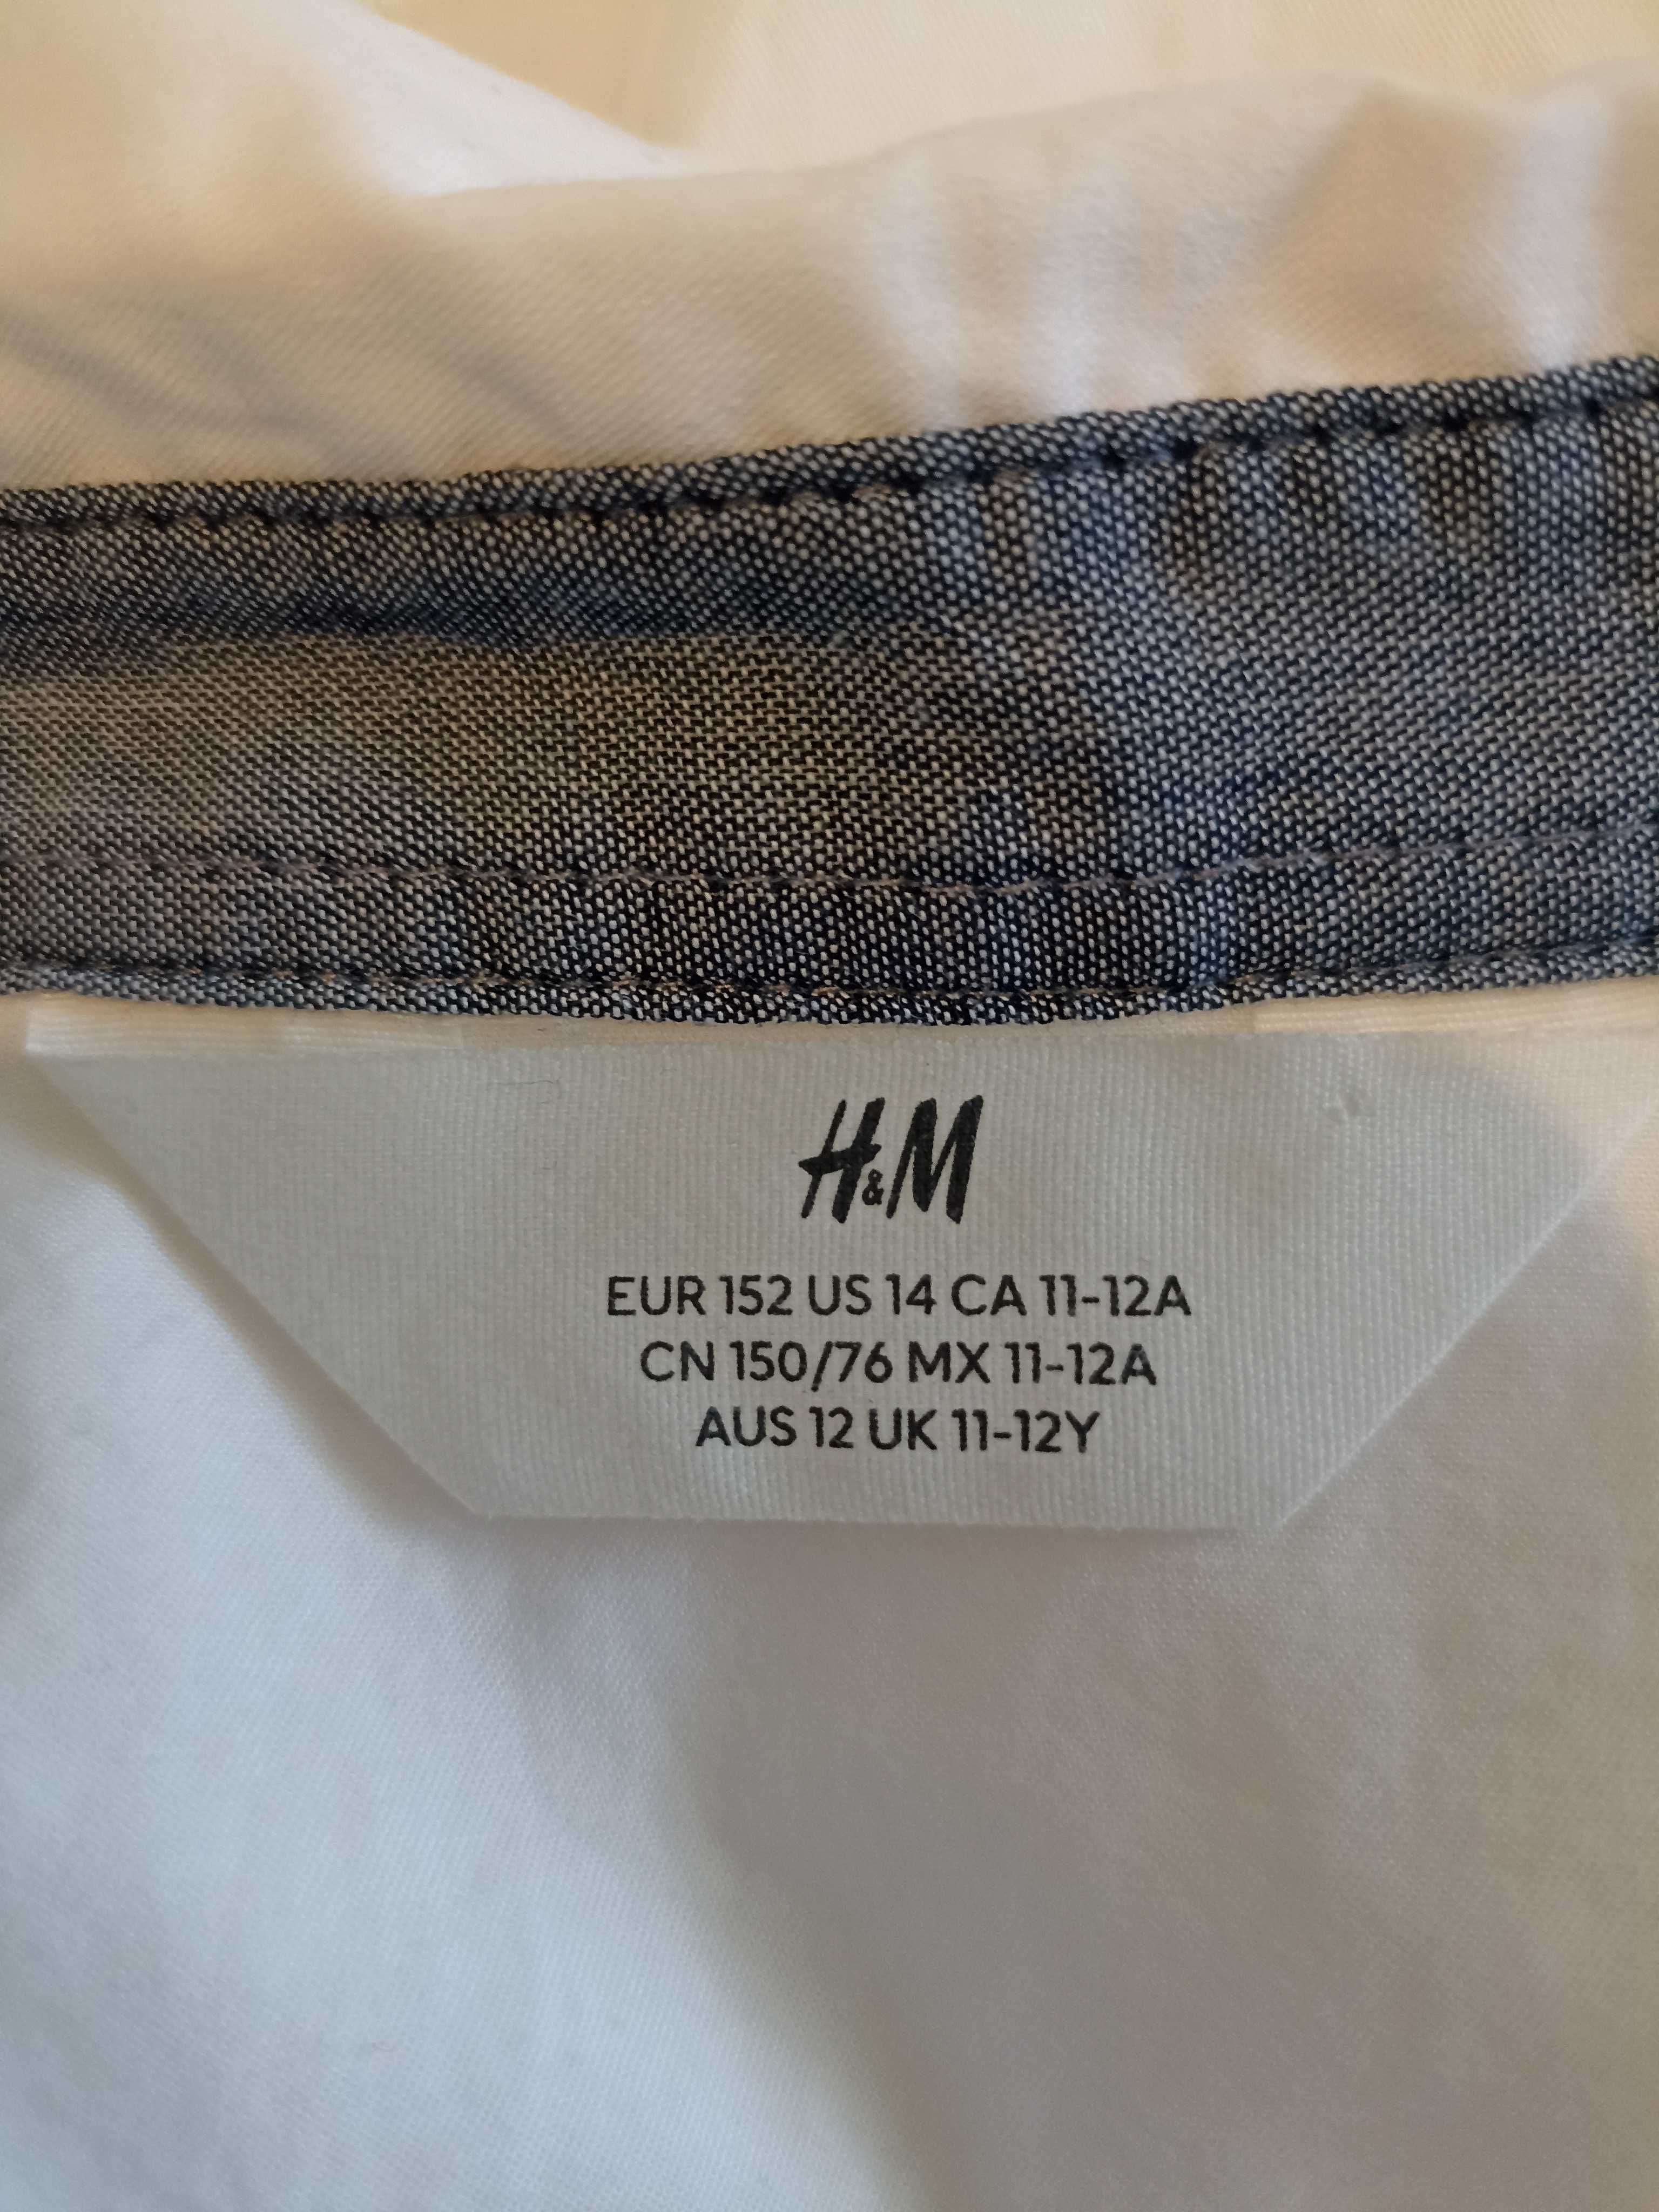 H&M
EUR 152 US 14 CA 11-12A
CN 150/76 MX 11-12A
AUS 12 UK 11-12Y